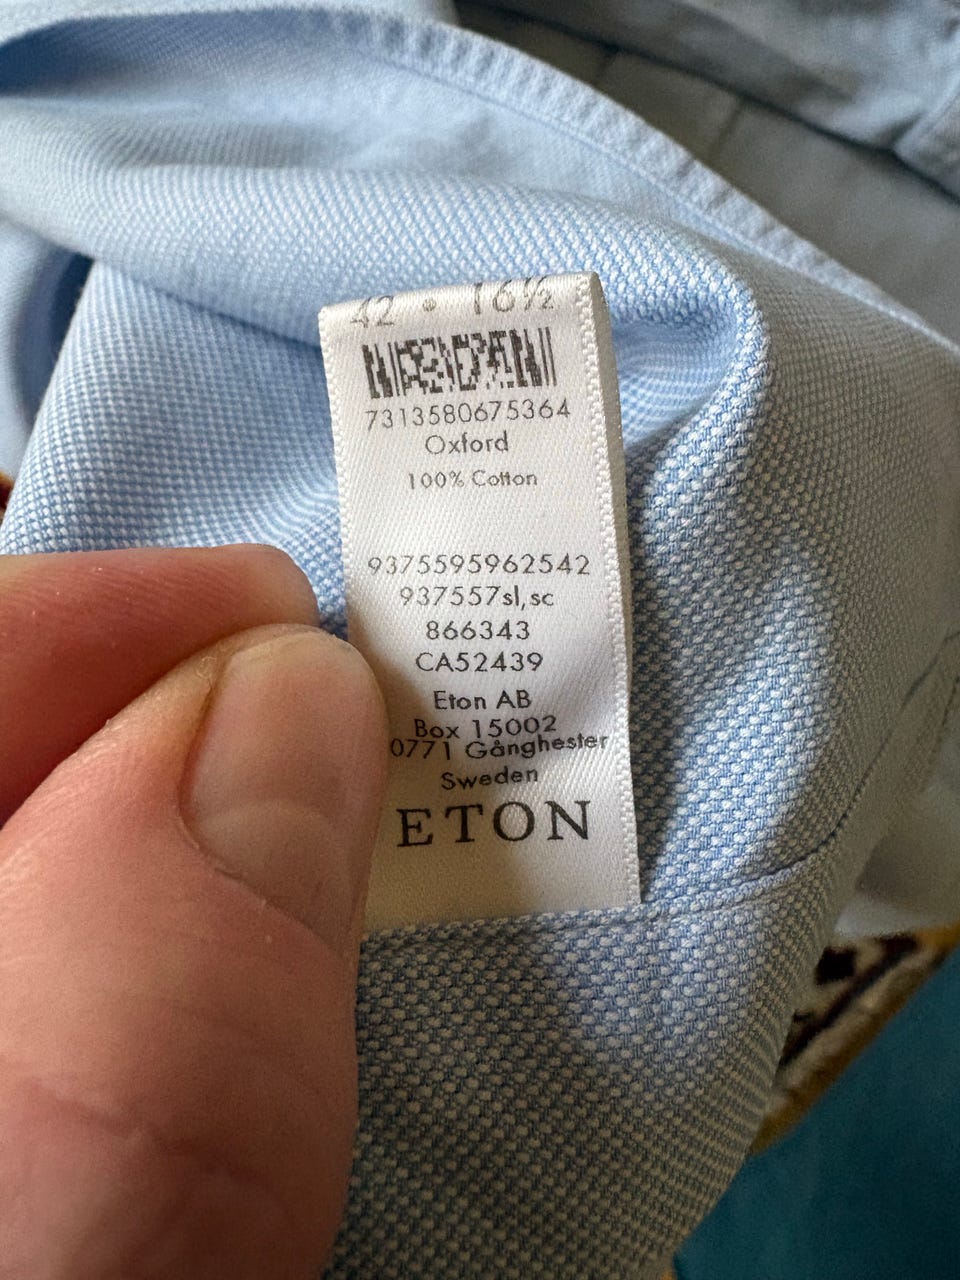 42 • 16½
7313580675364
Oxford
100% Cotton
9375595962542
937557sl,sc
866343
CA52439
Eton AB
Box 15002
0771 Gånghester
Sweden
ETON